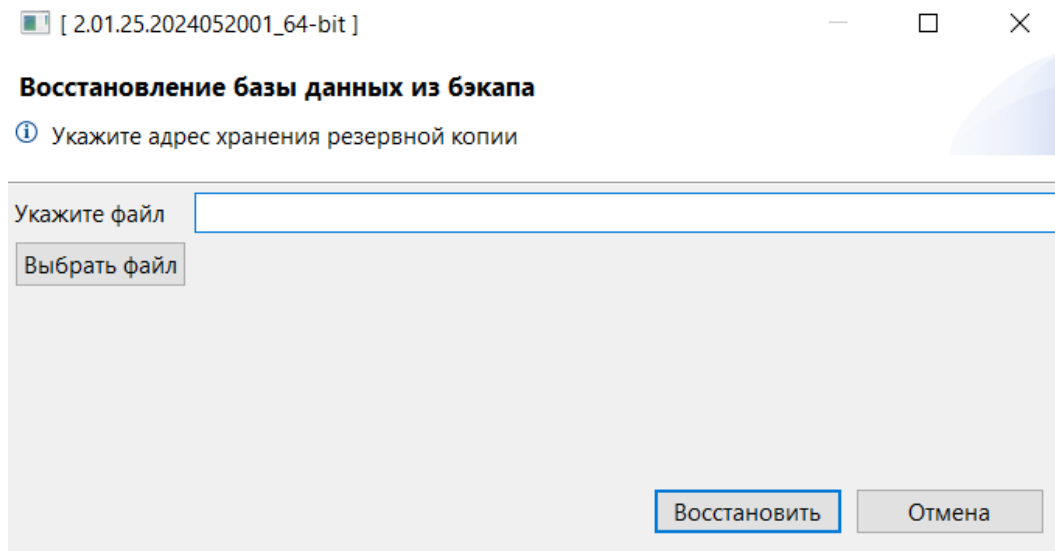 [ 2.01.25.2024052001_64-bit ]
Восстановление базы данных из бэкапа
Укажите адрес хранения резервной копии
Укажите файл
Выбрать файл
Восстановить Отмена